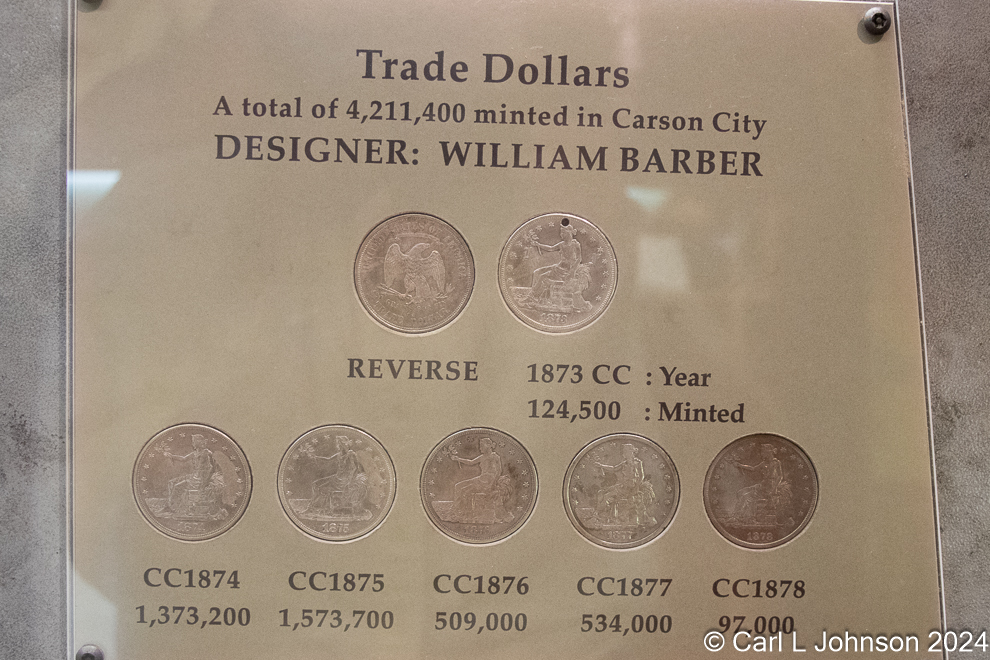 Trade Dollars
A total of 4,211,400 minted in Carson City
DESIGNER: WILLIAM BARBER
REVERSE
1873 CC : Year
124,500 : Minted
1875
1878
CC1874 CC1875 CC1876 CC1877 CC1878
1,373,200 1,573,700 509,000 534,000 97,000
© Carl L Johnson 2024